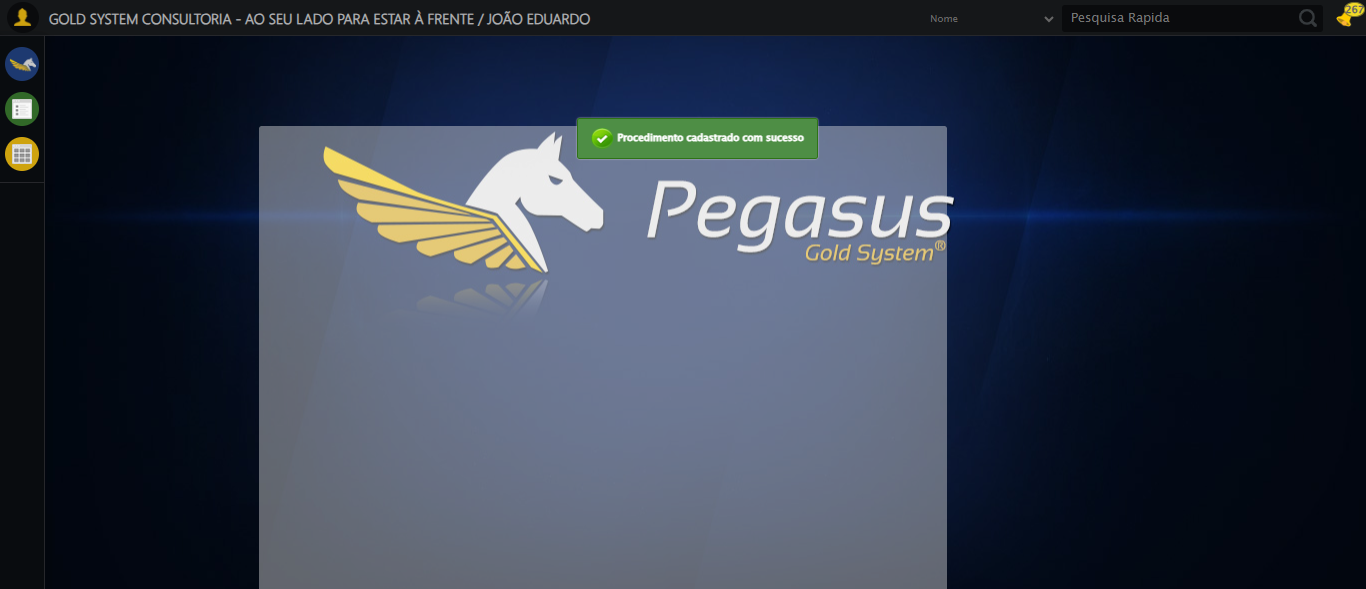 GOLD SYSTEM CONSULTORIA - AO SEU LADO PARA ESTAR À FRENTE / JOÃO EDUARDO
Nome
Pesquisa Rapida
267
Procedimento cadastrado com sucesso
Pegasus
Gold System®